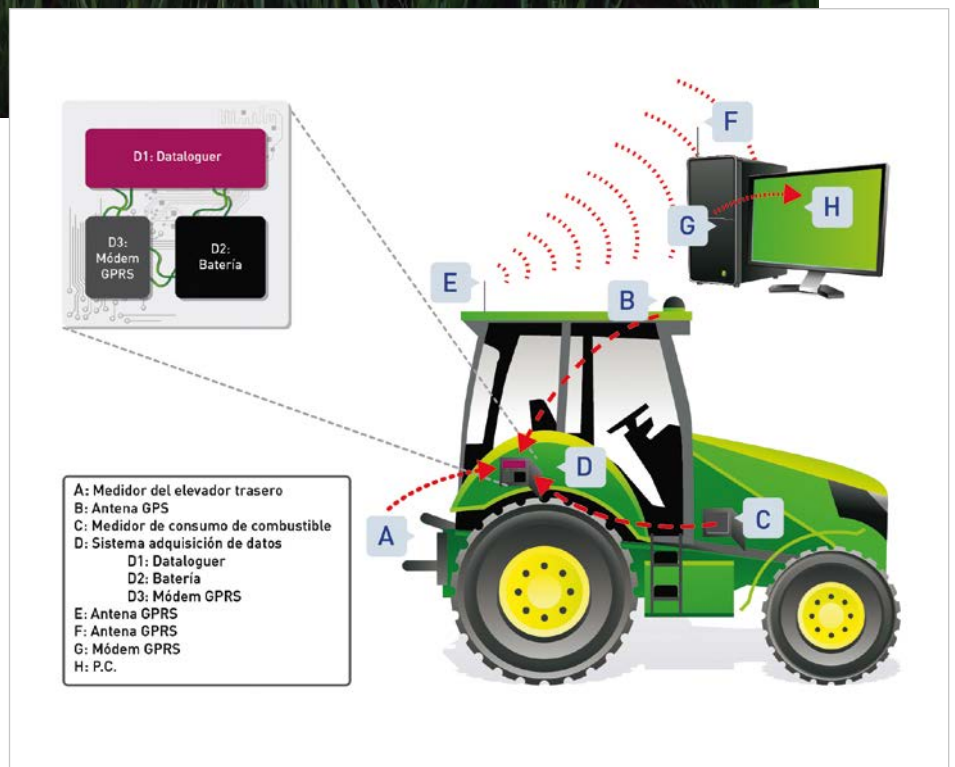 D1: Dataloguer
D3:
Módem
GPRS
D2:
Batería
F
G
H
E
B
D
A
C
A: Medidor del elevador trasero
B: Antena GPS
C: Medidor de consumo de combustible
D: Sistema adquisición de datos
D1: Dataloguer
D2: Batería
D3: Módem GPRS
E: Antena GPRS
F: Antena GPRS
G: Módem GPRS
H: P.C.